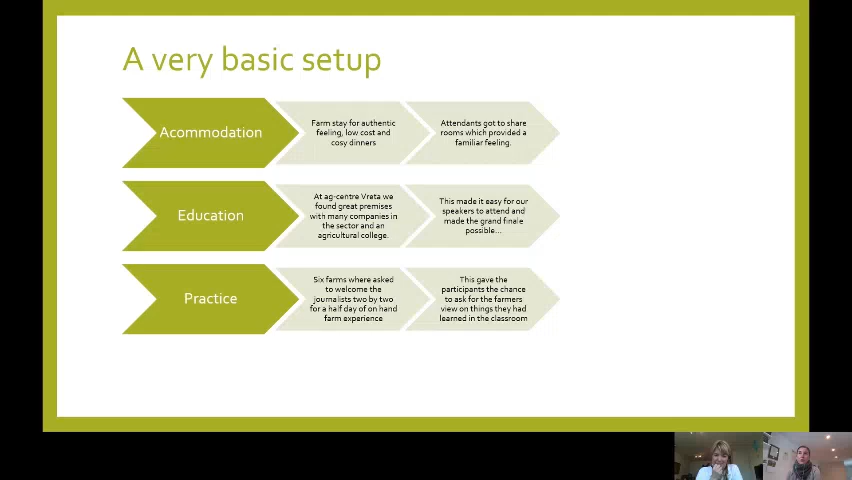 A very basic setup
Acommodation
Farm stay for authentic
feeling, low cost and
cosy dinners
Attendants got to share
rooms which provided a
familiar feeling.
Education
At ag-centre Vreta we
found great premises
with many companies in
the sector and an
agricultural college.
This made it easy for our
speakers to attend and
made the grand finale
possible...
Practice
Six farms where asked
to welcome the
journalists two by two
for a half day of on hand
farm experience
This gave the
participants the chance
to ask for the farmers
view on things they had
learned in the classroom